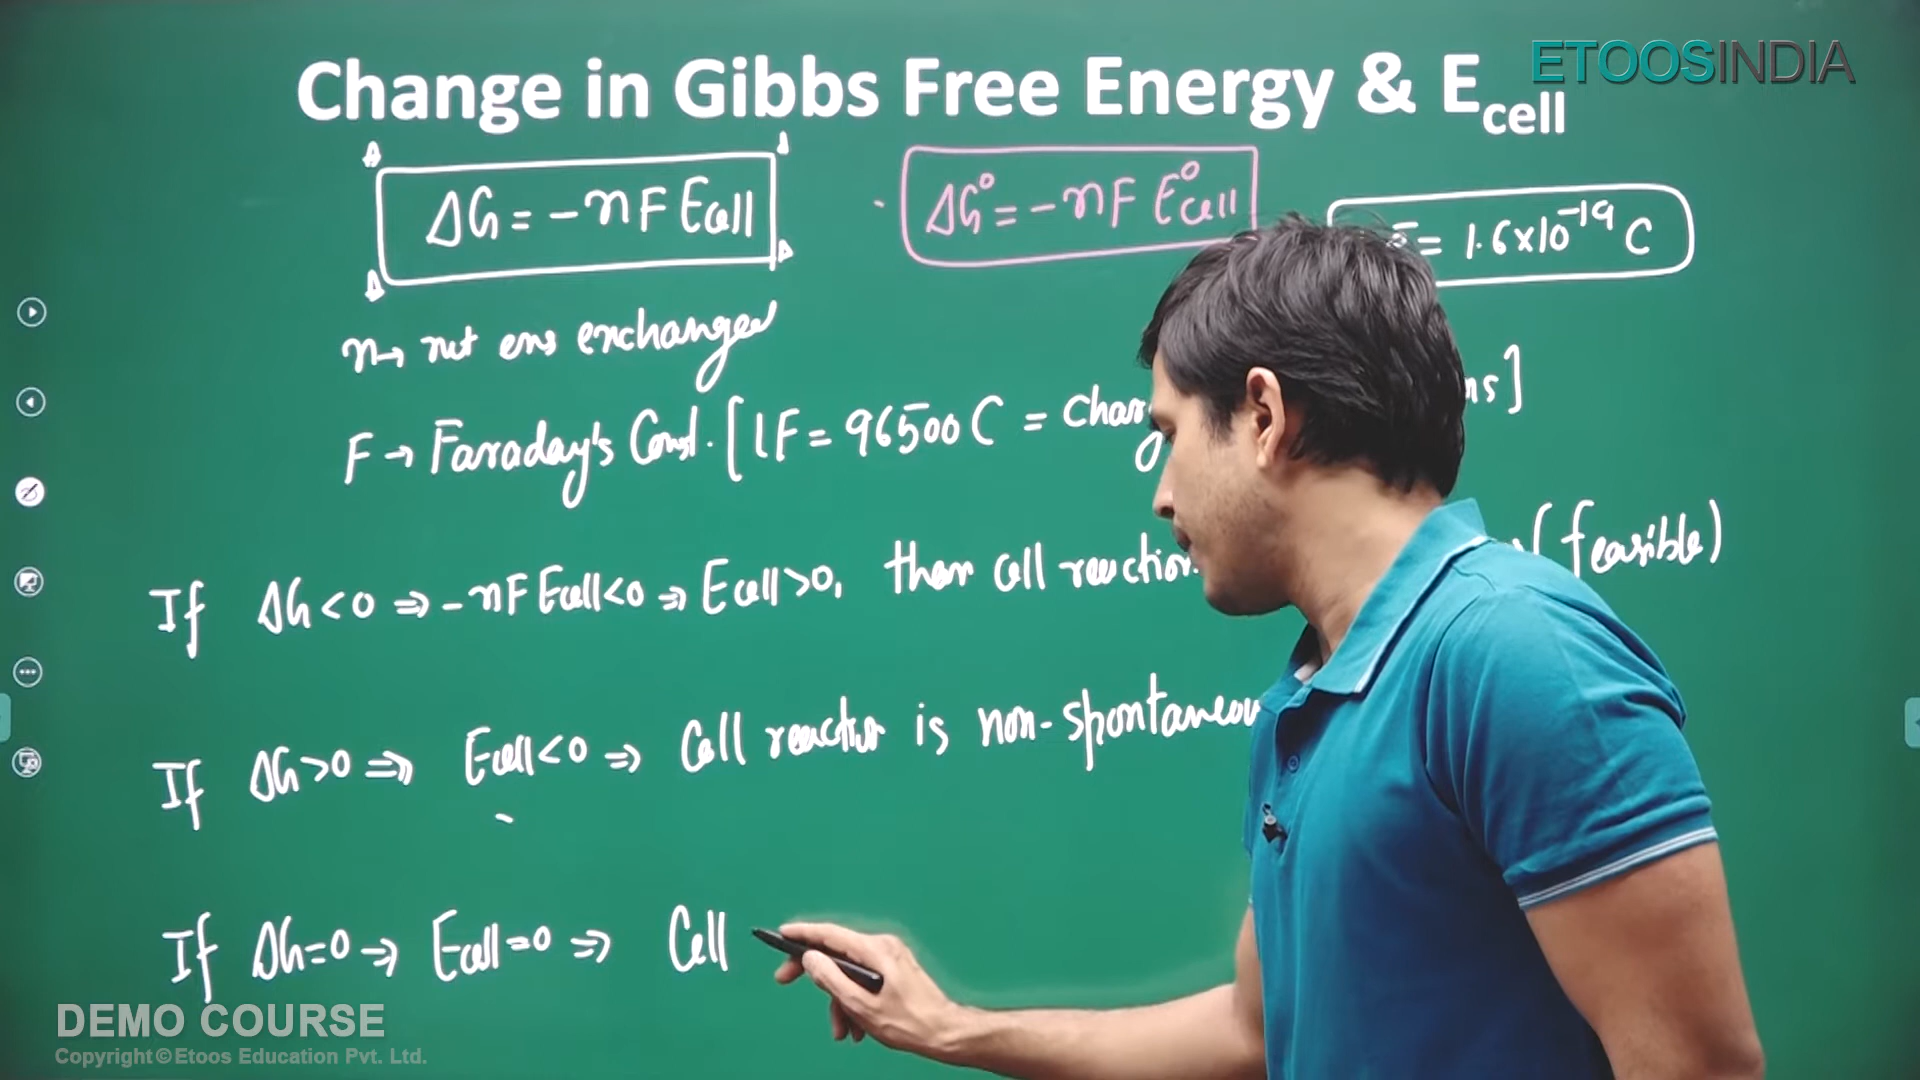 Change in Gibbs Free Energy & Ecell
ETOOSINDIA
ΔG = -nF Ecell
ΔG° = -nF E°cell
= 1.6x10⁻¹⁹ C
n→ net ens exchanged
F → Faraday's Const. [1F = 96500 C = Char
ns]
If ΔG<0 ⇒ -nF Ecell<0 ⇒ Ecell>0, then cell reaction (feasible)
If ΔG>0 ⇒ Ecell<0 ⇒ Cell reaction is non-spontaneou
If ΔG=0 → Ecell=0 ⇒ Cell
DEMO COURSE
Copyright©Etoos Education Pvt. Ltd.